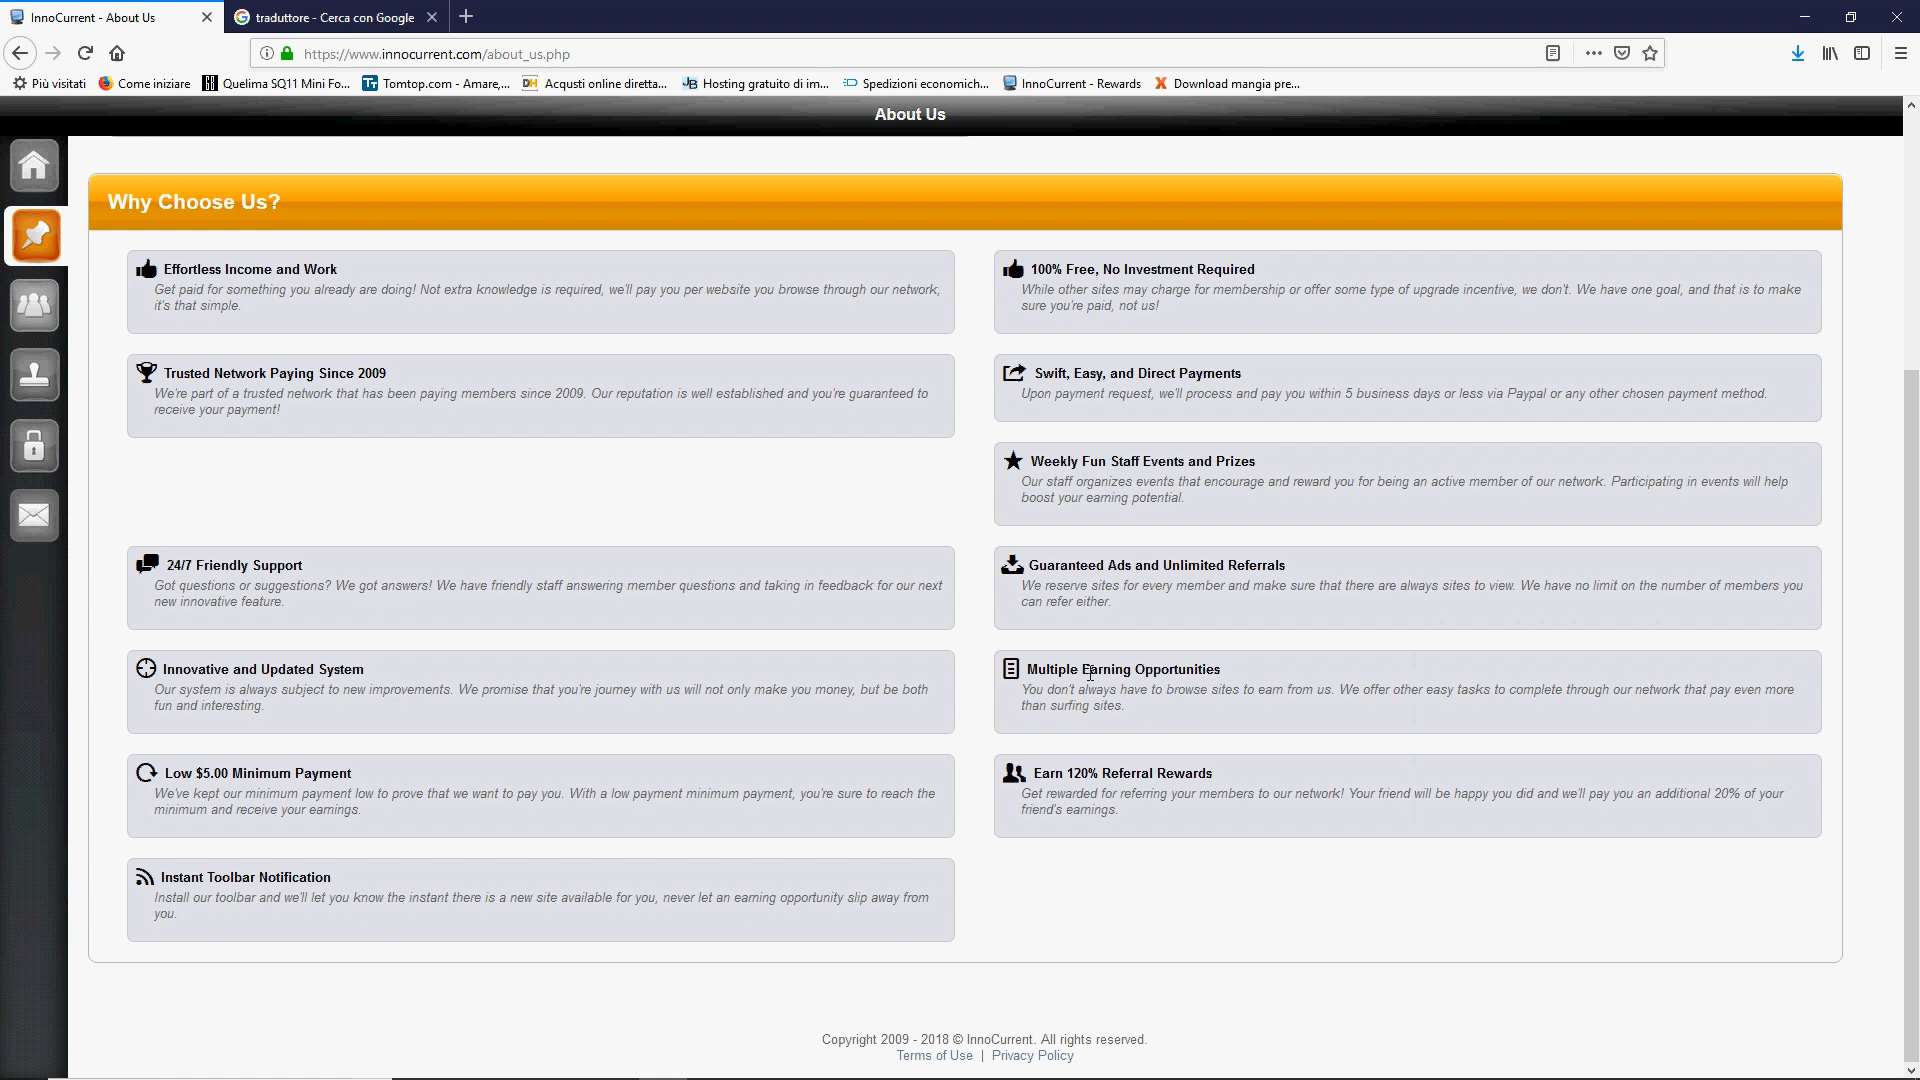 InnoCurrent - About Us
traduttore - Cerca con Google
https://www.innocurrent.com/about_us.php
Più visitati
Come iniziare
Quelima SQ11 Mini Fo...
Tomtop.com - Amare,...
Acqusti online diretta...
Hosting gratuito di im...
Spedizioni economich...
InnoCurrent - Rewards
Download mangia pre...
About Us
Why Choose Us?
Effortless Income and Work
Get paid for something you already are doing! Not extra knowledge is required, we'll pay you per website you browse through our network,
it's that simple.
100% Free, No Investment Required
While other sites may charge for membership or offer some type of upgrade incentive, we don't. We have one goal, and that is to make
sure you're paid, not us!
Trusted Network Paying Since 2009
We're part of a trusted network that has been paying members since 2009. Our reputation is well established and you're guaranteed to
receive your payment!
Swift, Easy, and Direct Payments
Upon payment request, we'll process and pay you within 5 business days or less via Paypal or any other chosen payment method.
Weekly Fun Staff Events and Prizes
Our staff organizes events that encourage and reward you for being an active member of our network. Participating in events will help
boost your earning potential.
24/7 Friendly Support
Got questions or suggestions? We got answers! We have friendly staff answering member questions and taking in feedback for our next
new innovative feature.
Guaranteed Ads and Unlimited Referrals
We reserve sites for every member and make sure that there are always sites to view. We have no limit on the number of members you
can refer either.
Innovative and Updated System
Our system is always subject to new improvements. We promise that you're journey with us will not only make you money, but be both
fun and interesting.
Multiple Earning Opportunities
You don't always have to browse sites to earn from us. We offer other easy tasks to complete through our network that pay even more
than surfing sites.
Low $5.00 Minimum Payment
We've kept our minimum payment low to prove that we want to pay you. With a low payment minimum payment, you're sure to reach the
minimum and receive your earnings.
Earn 120% Referral Rewards
Get rewarded for referring your members to our network! Your friend will be happy you did and we'll pay you an additional 20% of your
friend's earnings.
Instant Toolbar Notification
Install our toolbar and we'll let you know the instant there is a new site available for you, never let an earning opportunity slip away from
you.
Copyright 2009 - 2018 © InnoCurrent. All rights reserved.
Terms of Use | Privacy Policy